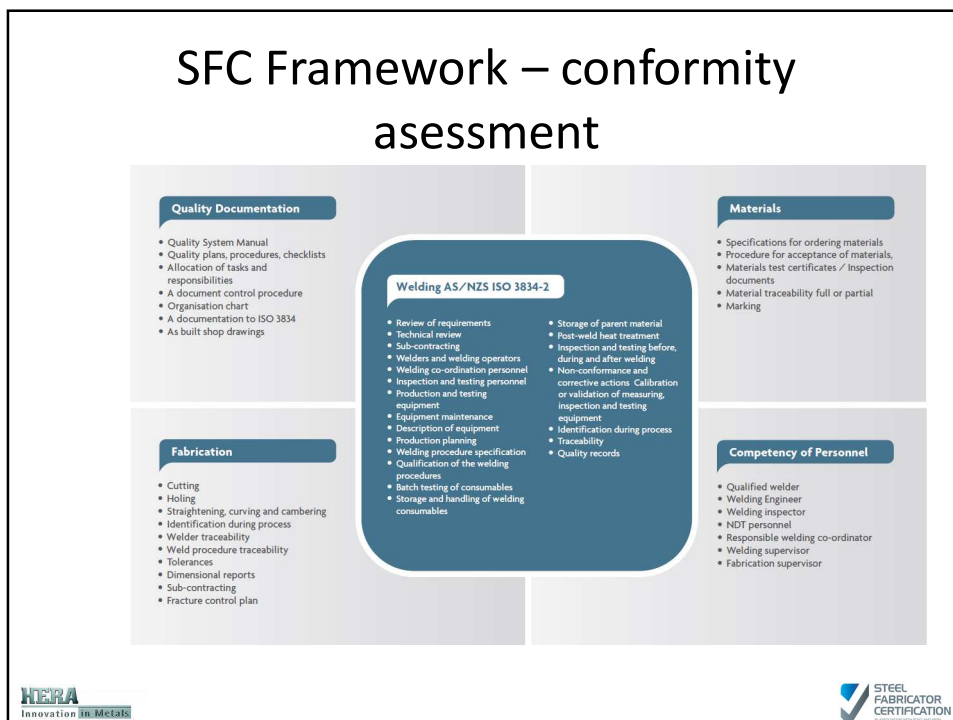 SFC Framework – conformity
asessment
Quality Documentation
• Quality System Manual
• Quality plans, procedures, checklists
• Allocation of tasks and
responsibilities
• A document control procedure
• Organisation chart
• A documentation to ISO 3834
• As built shop drawings
Materials
• Specifications for ordering materials
• Procedure for acceptance of materials,
• Materials test certificates / Inspection
documents
• Material traceability full or partial
• Marking
Welding AS/NZS ISO 3834-2
• Review of requirements
• Technical review
• Sub-contracting
• Welders and welding operators
• Welding co-ordination personnel
• Inspection and testing personnel
• Production and testing
equipment
• Equipment maintenance
• Description of equipment
• Production planning
• Welding procedure specification
• Qualification of the welding
procedures
• Batch testing of consumables
• Storage and handling of welding
consumables
• Storage of parent material
• Post-weld heat treatment
• Inspection and testing before,
during and after welding
• Non-conformance and
corrective actions Calibration
or validation of measuring,
inspection and testing
equipment
• Identification during process
• Traceability
• Quality records
Fabrication
• Cutting
• Holing
• Straightening, curving and cambering
• Identification during process
• Welder traceability
• Weld procedure traceability
• Tolerances
• Dimensional reports
• Sub-contracting
• Fracture control plan
Competency of Personnel
• Qualified welder
• Welding Engineer
• Welding inspector
• NDT personnel
• Responsible welding co-ordinator
• Welding supervisor
• Fabrication supervisor
HERA
Innovation in Metals
STEEL
FABRICATOR
CERTIFICATION